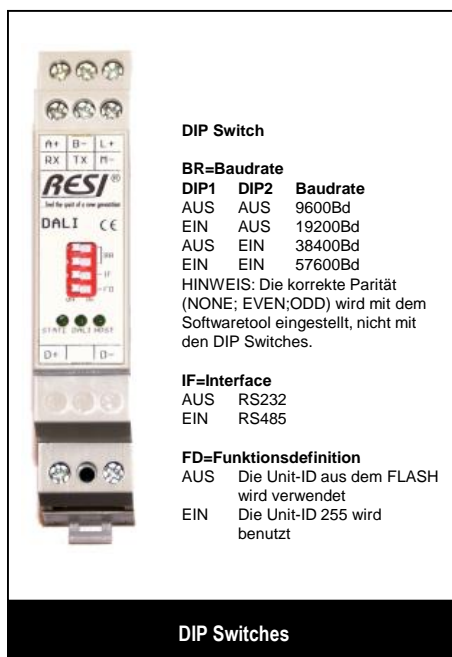 A+ B- L+
RX TX M-
RESI®
DALI CE
BR
IF
FD
OFF ON
STATE DALI HOST
D+ D-
DIP Switch
BR=Baudrate
DIP1 DIP2 Baudrate
AUS AUS 9600Bd
EIN AUS 19200Bd
AUS EIN 38400Bd
EIN EIN 57600Bd
HINWEIS: Die korrekte Parität
(NONE; EVEN;ODD) wird mit dem
Softwaretool eingestellt, nicht mit
den DIP Switches.
IF=Interface
AUS RS232
EIN RS485
FD=Funktionsdefinition
AUS Die Unit-ID aus dem FLASH
wird verwendet
EIN Die Unit-ID 255 wird
benutzt
DIP Switches